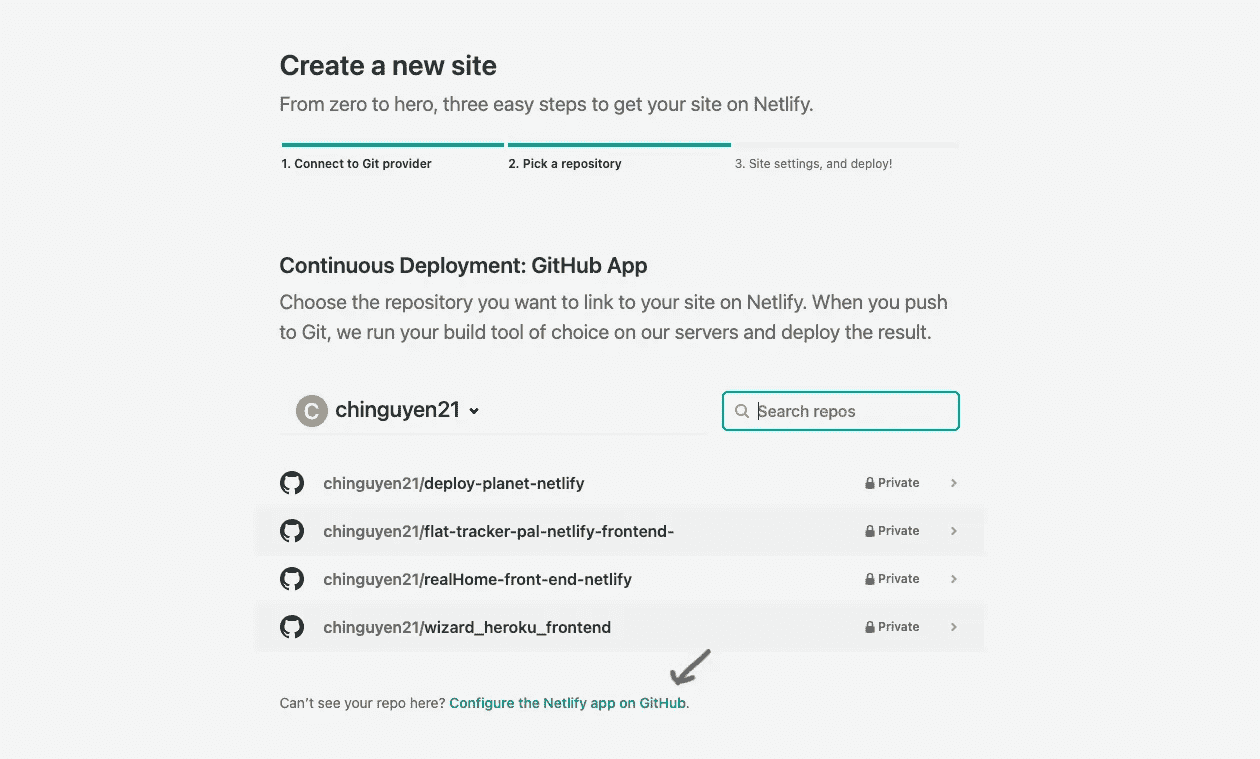 Create a new site
From zero to hero, three easy steps to get your site on Netlify.
1. Connect to Git provider
2. Pick a repository
3. Site settings, and deploy!
Continuous Deployment: GitHub App
Choose the repository you want to link to your site on Netlify. When you push
to Git, we run your build tool of choice on our servers and deploy the result.
C chinguyen21
Search repos
chinguyen21/deploy-planet-netlify Private
chinguyen21/flat-tracker-pal-netlify-frontend- Private
chinguyen21/realHome-front-end-netlify Private
chinguyen21/wizard_heroku_frontend Private
Can't see your repo here? Configure the Netlify app on GitHub.